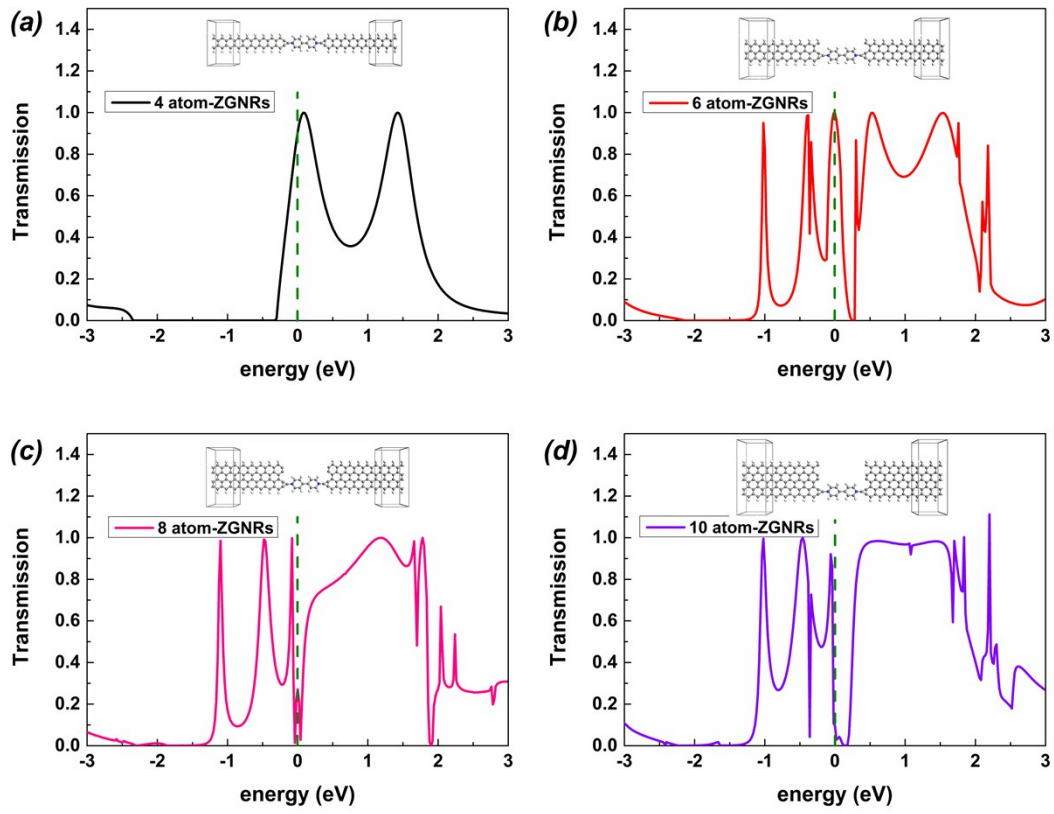 (a)
4 atom-ZGNRs
Transmission
1.4
1.2
1.0
0.8
0.6
0.4
0.2
0.0
-3 -2 -1 0 1 2 3
energy (eV)
(b)
6 atom-ZGNRs
Transmission
1.4
1.2
1.0
0.8
0.6
0.4
0.2
0.0
-3 -2 -1 0 1 2 3
energy (eV)
(c)
8 atom-ZGNRs
Transmission
1.4
1.2
1.0
0.8
0.6
0.4
0.2
0.0
-3 -2 -1 0 1 2 3
energy (eV)
(d)
10 atom-ZGNRs
Transmission
1.4
1.2
1.0
0.8
0.6
0.4
0.2
0.0
-3 -2 -1 0 1 2 3
energy (eV)